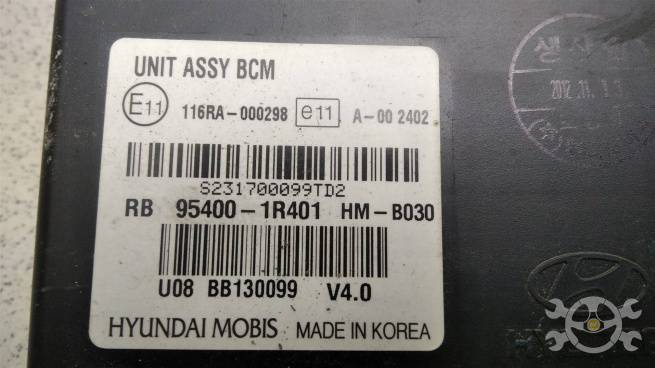 UNIT ASSY BCM
E11 116RA-000298 e11 A-00 2402
S231700099TD2
RB 95400-1R401 HM-B030
U08 BB130099 V4.0
HYUNDAI MOBIS MADE IN KOREA